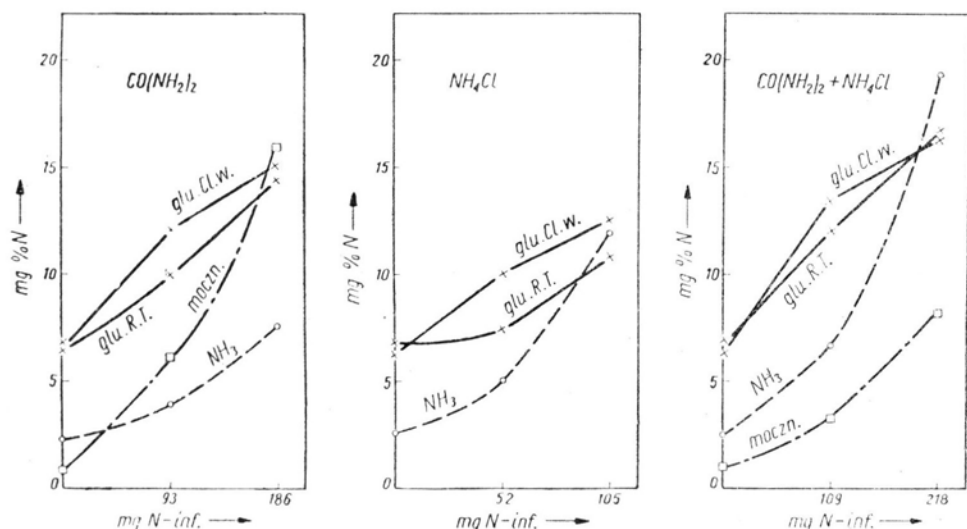 mg % N
20
15
10
5
0
CO(NH2)2
glu.Cl.w.
glu.R.T.
moczn.
NH3
93
186
mg N-inf.
mg % N
20
15
10
5
0
NH4Cl
glu.Cl.w.
glu.R.T.
NH3
52
105
mg N-inf.
mg % N
20
15
10
5
0
CO(NH2)2 + NH4Cl
glu.Cl.w.
glu.R.T.
NH3
moczn.
109
218
mg N-inf.